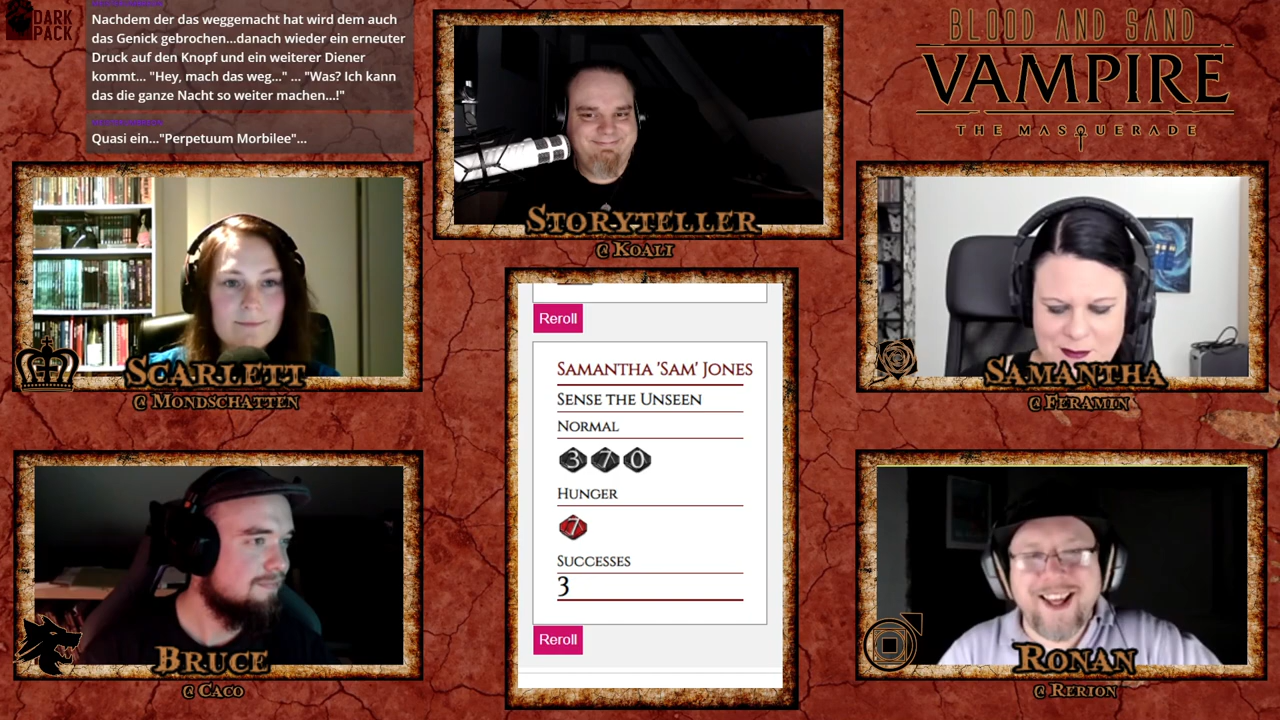 DARK
PACK
Nachdem der das weggemacht hat wird dem auch
das Genick gebrochen...danach wieder ein erneuter
Druck auf den Knopf und ein weiterer Diener
kommt... "Hey, mach das weg..." ... "Was? Ich kann
das die ganze Nacht so weiter machen...!"
Quasi ein..."Perpetuum Morbilee"...
BLOOD AND SAND
VAMPIRE
THE MASQUERADE
STORYTELLER
@ KOALI
SCARLETT
@ MONDSCHATTEN
SAMANTHA
@ FERAMIN
Reroll
SAMANTHA 'SAM' JONES
SENSE THE UNSEEN
NORMAL
3 7 0
HUNGER
7
SUCCESSES
3
Reroll
BRUCE
@ CACO
RONAN
@ RERION